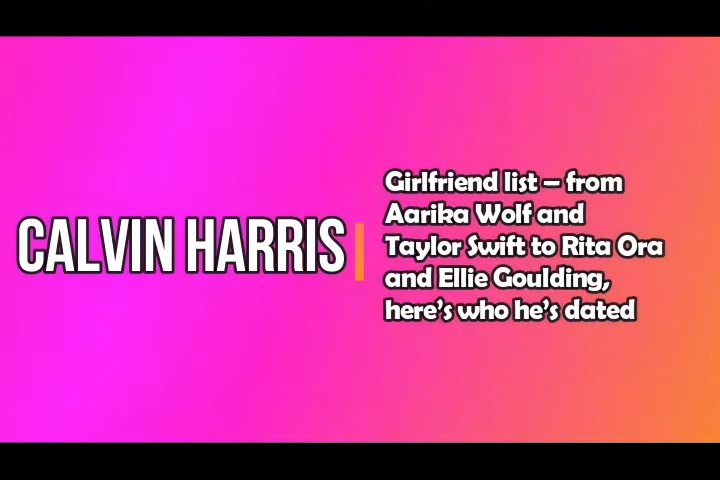 CALVIN HARRIS
Girlfriend list – from
Aarika Wolf and
Taylor Swift to Rita Ora
and Ellie Goulding,
here's who he's dated